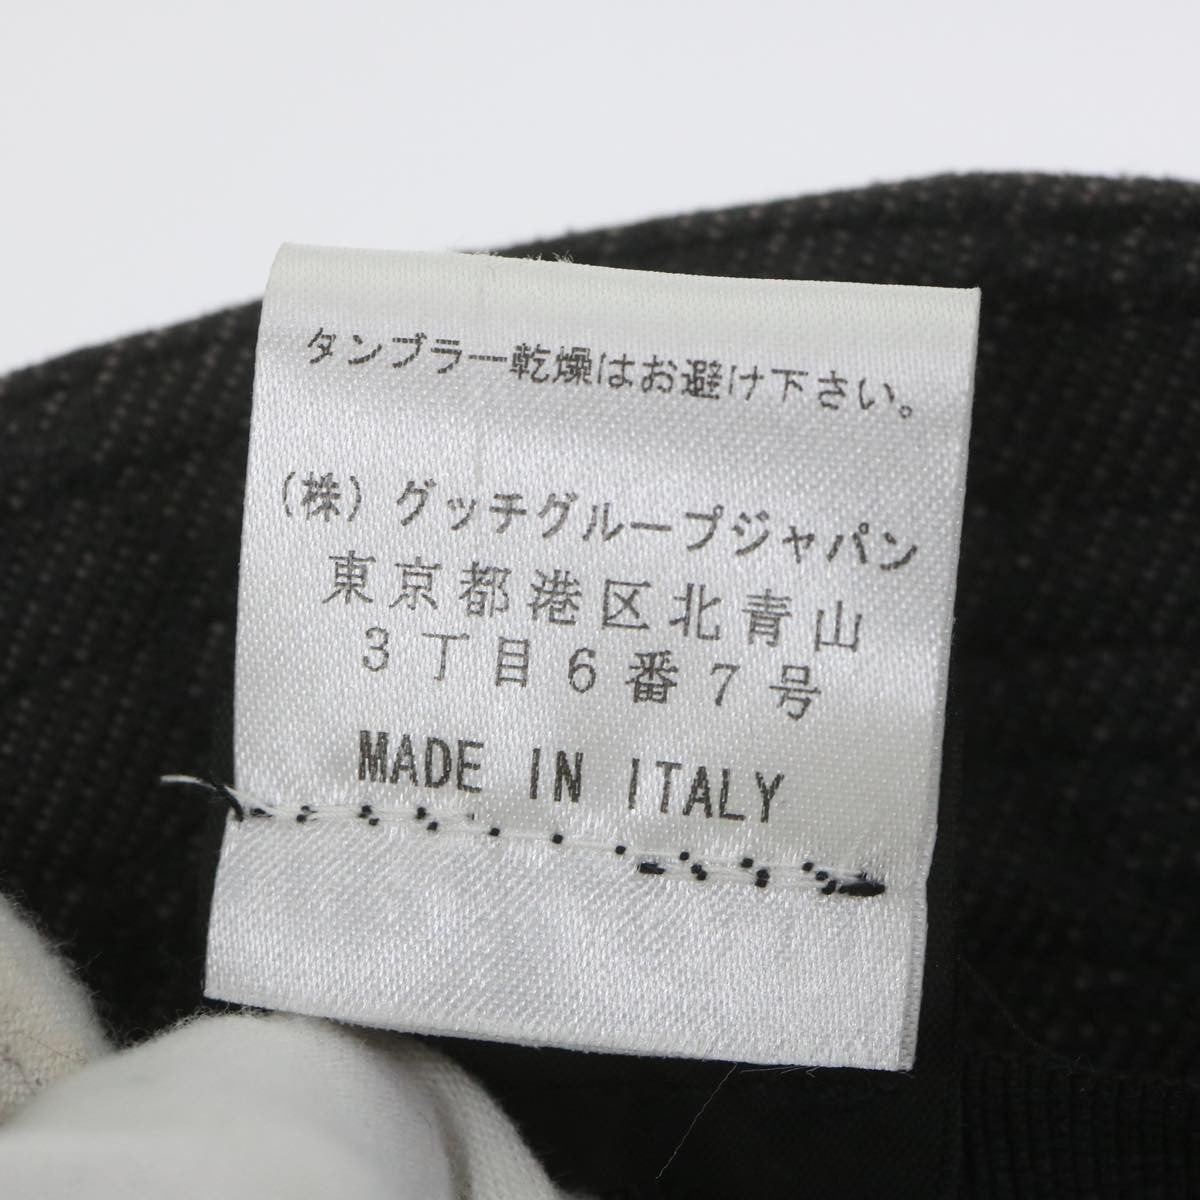 タンブラー乾燥はお避け下さい。
(株) グッチグループジャパン
東京都港区北青山
3丁目6番7号
MADE IN ITALY